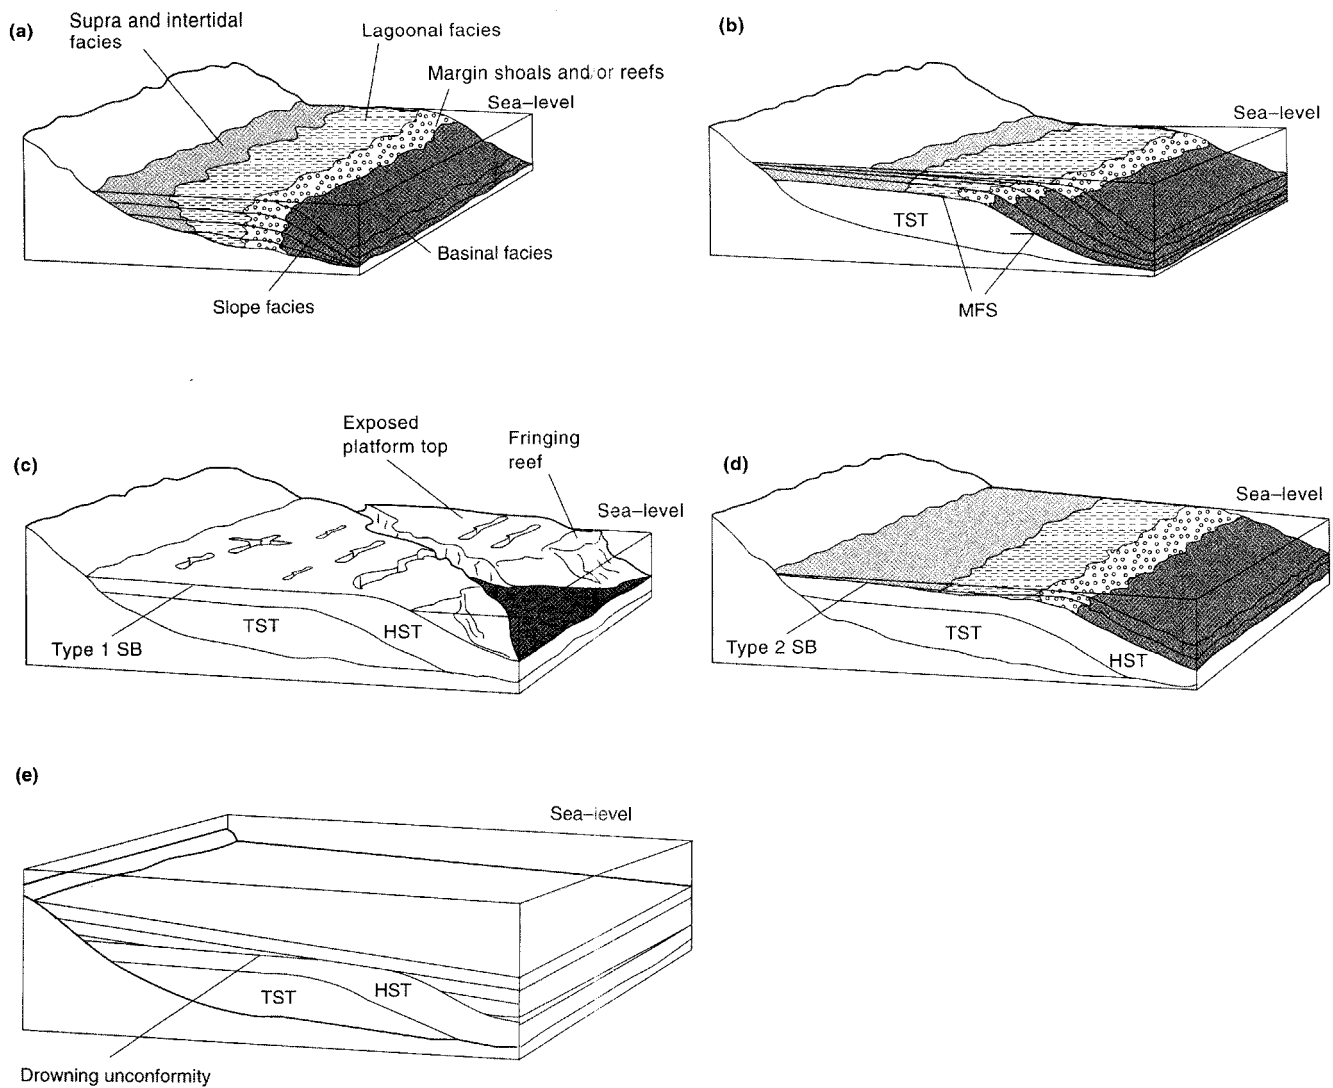 (a)
Supra and intertidal
facies
Lagoonal facies
Margin shoals and/or reefs
Sea–level
Basinal facies
Slope facies
(b)
Sea–level
TST
MFS
(c)
Exposed
platform top
Fringing
reef
Sea–level
TST
HST
Type 1 SB
(d)
Sea–level
TST
Type 2 SB
HST
(e)
Sea–level
TST
HST
Drowning unconformity